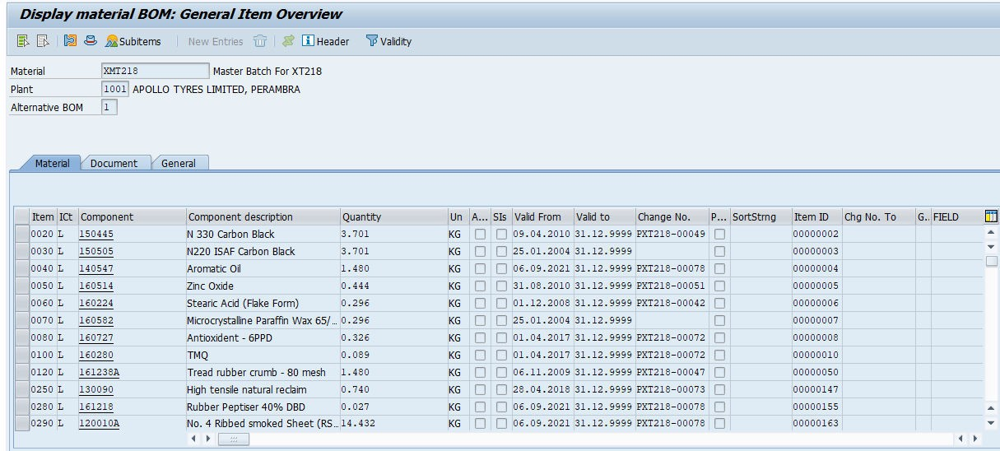 Display material BOM: General Item Overview
Subitems New Entries Header Validity
Material XMT218 Master Batch For XT218
Plant 1001 APOLLO TYRES LIMITED, PERAMBRA
Alternative BOM 1
Material Document General
Item ICt Component Component description Quantity Un A... SIs Valid From Valid to Change No. P... SortStrng Item ID Chg No. To G.. FIELD
0020 L 150445 N 330 Carbon Black 3.701 KG 09.04.2010 31.12.9999 PXT218-00049 00000002
0030 L 150505 N220 ISAF Carbon Black 3.701 KG 25.01.2004 31.12.9999 00000003
0040 L 140547 Aromatic Oil 1.480 KG 06.09.2021 31.12.9999 PXT218-00078 00000004
0050 L 160514 Zinc Oxide 0.444 KG 31.08.2010 31.12.9999 PXT218-00051 00000005
0060 L 160224 Stearic Acid (Flake Form) 0.296 KG 01.12.2008 31.12.9999 PXT218-00042 00000006
0070 L 160582 Microcrystalline Paraffin Wax 65/... 0.296 KG 25.01.2004 31.12.9999 00000007
0080 L 160727 Antioxident - 6PPD 0.326 KG 01.04.2017 31.12.9999 PXT218-00072 00000008
0100 L 160280 TMQ 0.089 KG 01.04.2017 31.12.9999 PXT218-00072 00000010
0120 L 161238A Tread rubber crumb - 80 mesh 1.480 KG 06.11.2009 31.12.9999 PXT218-00047 00000050
0250 L 130090 High tensile natural reclaim 0.740 KG 28.04.2018 31.12.9999 PXT218-00073 00000147
0280 L 161218 Rubber Peptiser 40% DBD 0.027 KG 06.09.2021 31.12.9999 PXT218-00078 00000155
0290 L 120010A No. 4 Ribbed smoked Sheet (RS... 14.432 KG 06.09.2021 31.12.9999 PXT218-00078 00000163